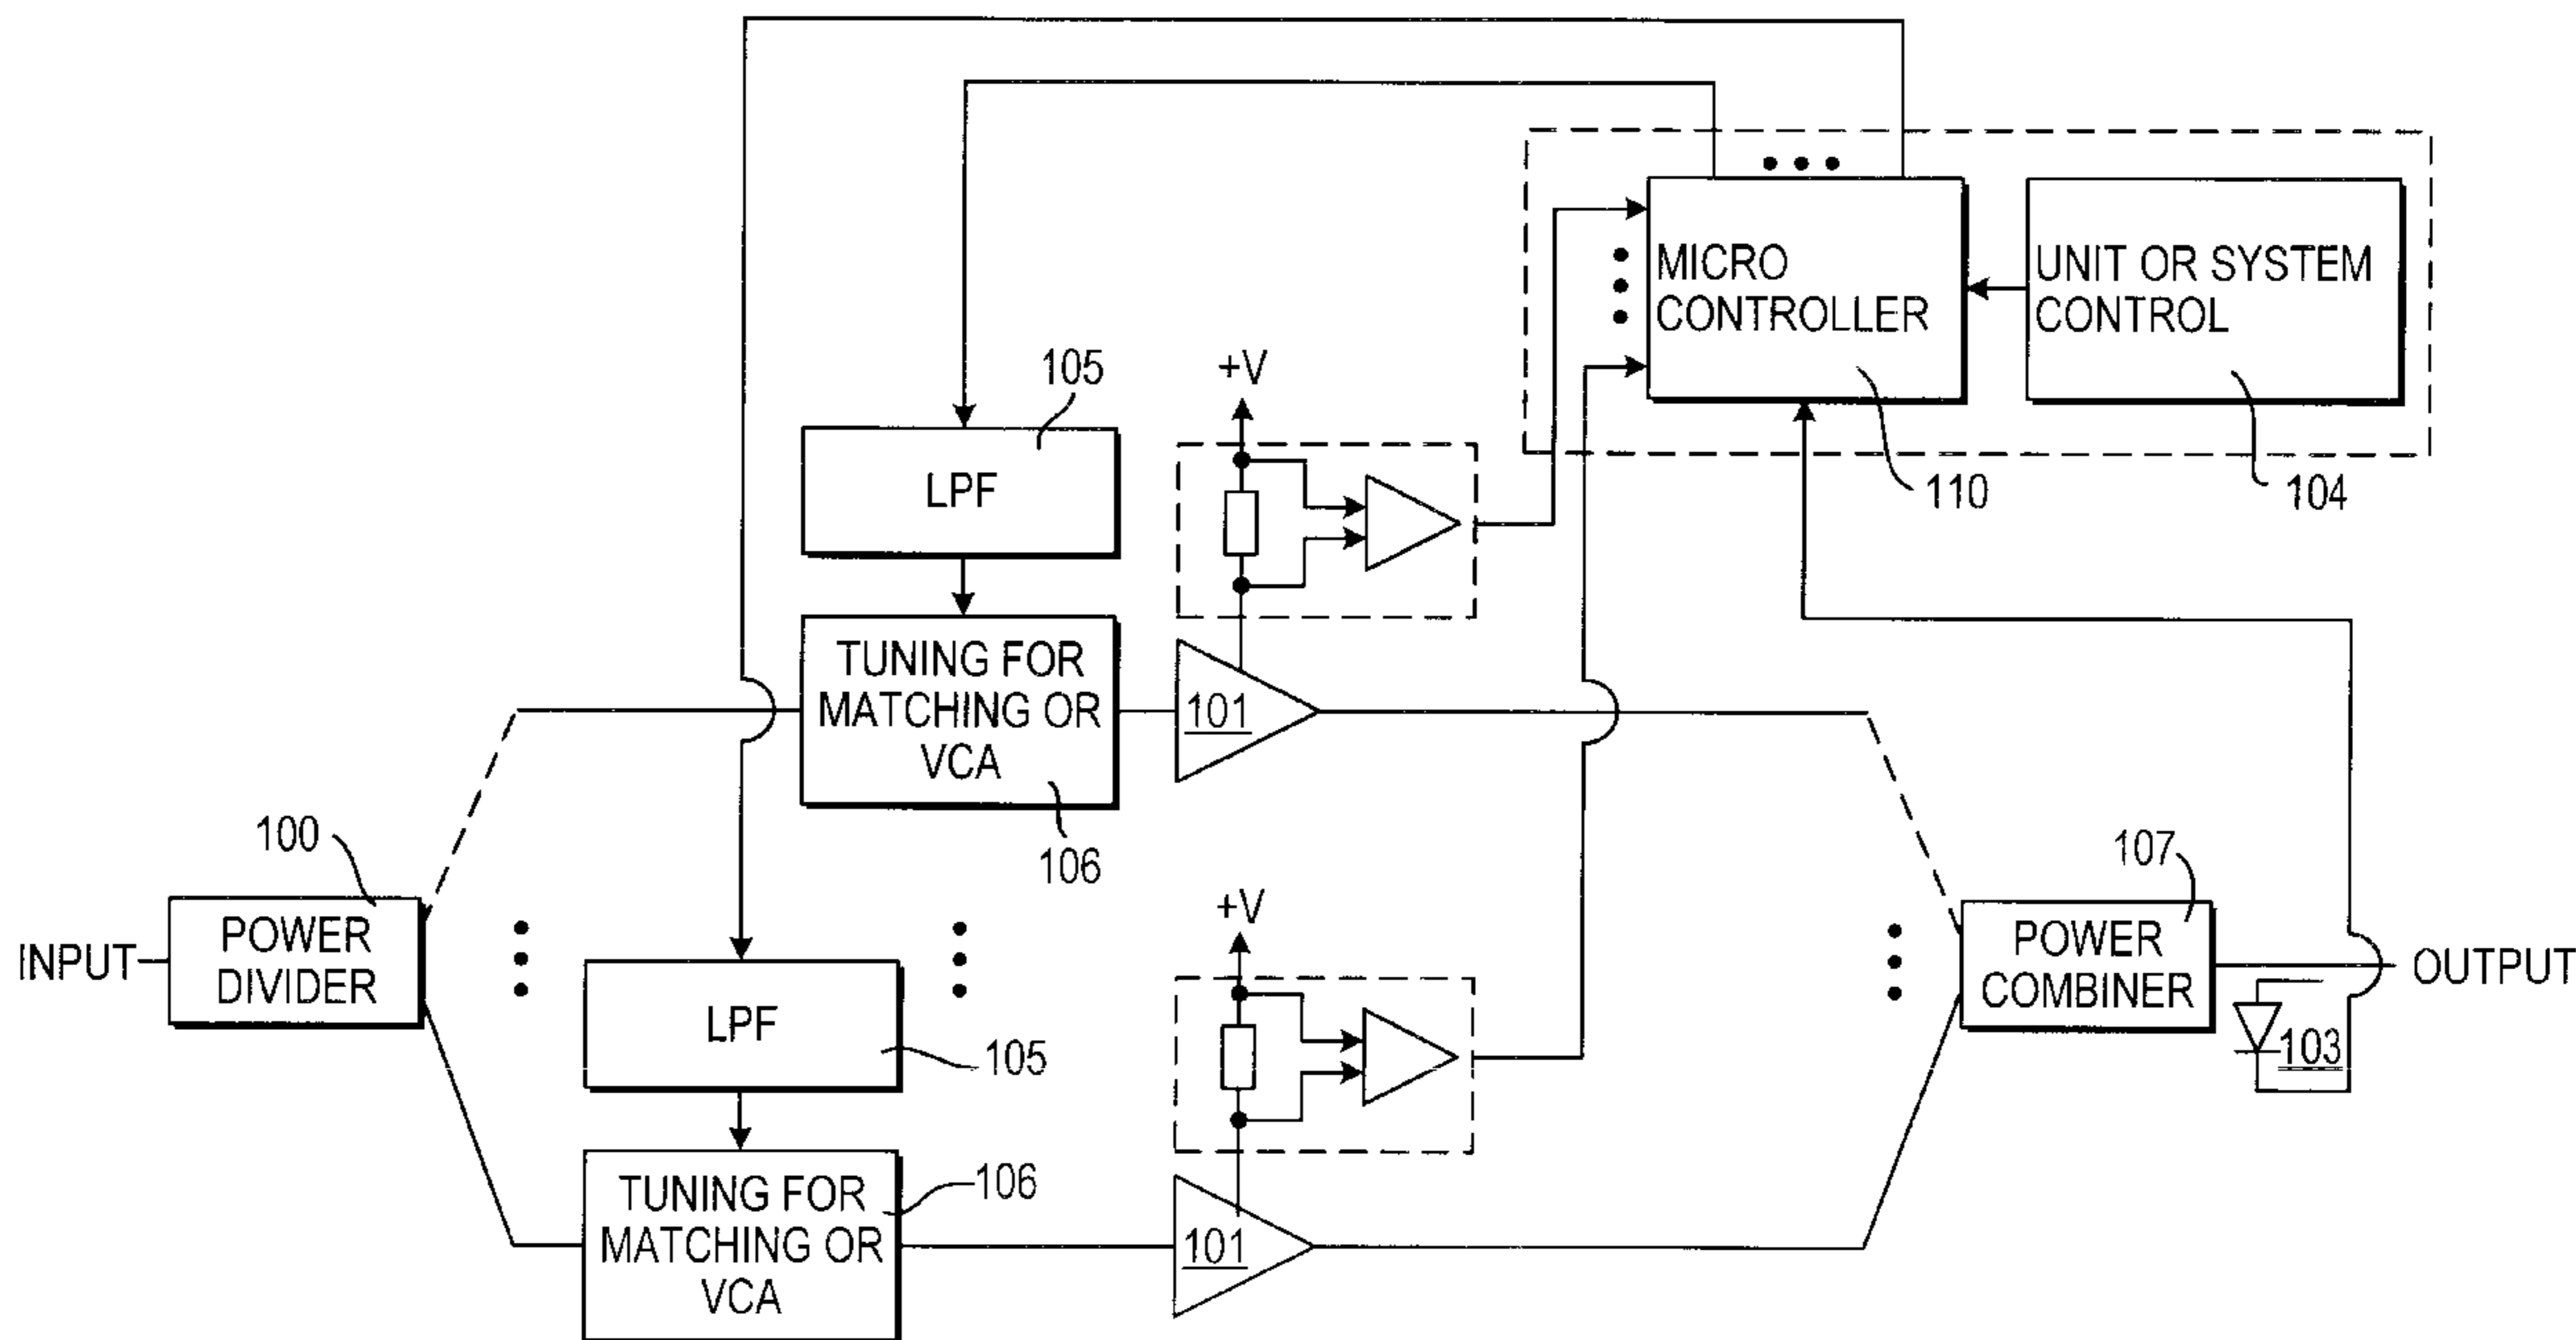 MICRO
CONTROLLER
UNIT OR SYSTEM
CONTROL
105
+V
LPF
110
104
TUNING FOR
MATCHING OR
VCA
101
106
100
107
+V
INPUT
POWER
DIVIDER
LPF
105
POWER
COMBINER
OUTPUT
103
TUNING FOR
MATCHING OR
VCA
106
101